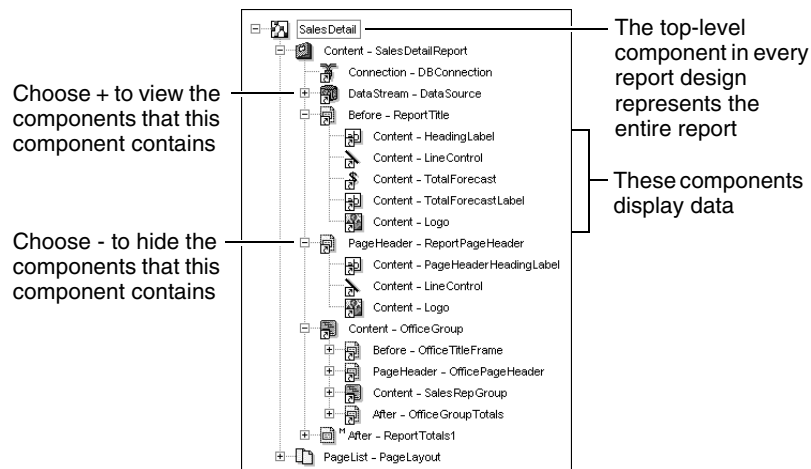 SalesDetail
Content - SalesDetailReport
Connection - DBConnection
DataStream - DataSource
Before - ReportTitle
Content - HeadingLabel
Content - LineControl
Content - TotalForecast
Content - TotalForecastLabel
Content - Logo
PageHeader - ReportPageHeader
Content - PageHeaderHeadingLabel
Content - LineControl
Content - Logo
Content - OfficeGroup
Before - OfficeTitleFrame
PageHeader - OfficePageHeader
Content - SalesRepGroup
After - OfficeGroupTotals
M After - ReportTotals1
PageList - PageLayout
Choose + to view the
components that this
component contains
Choose - to hide the
components that this
component contains
The top-level
component in every
report design
represents the
entire report
These components
display data